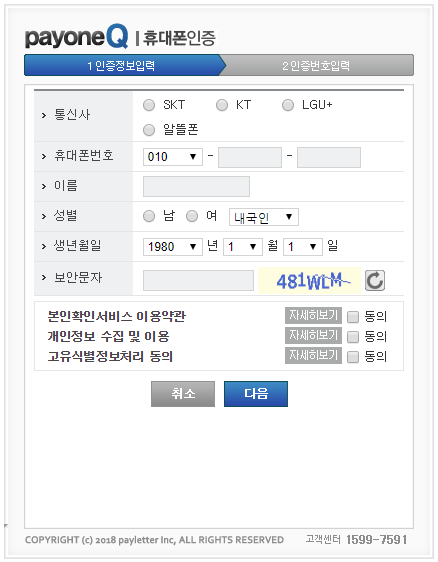 payoneQ | 휴대폰인증
1 인증정보입력 2 인증번호입력
통신사 SKT KT LGU+
알뜰폰
휴대폰번호 010 - -
이름
성별 남 여 내국인
생년월일 1980 년 1 월 1 일
보안문자 481WLM
본인확인서비스 이용약관 자세히보기 동의
개인정보 수집 및 이용 자세히보기 동의
고유식별정보처리 동의 자세히보기 동의
취소 다음
COPYRIGHT (c) 2018 payletter Inc, ALL RIGHTS RESERVED 고객센터 1599-7591